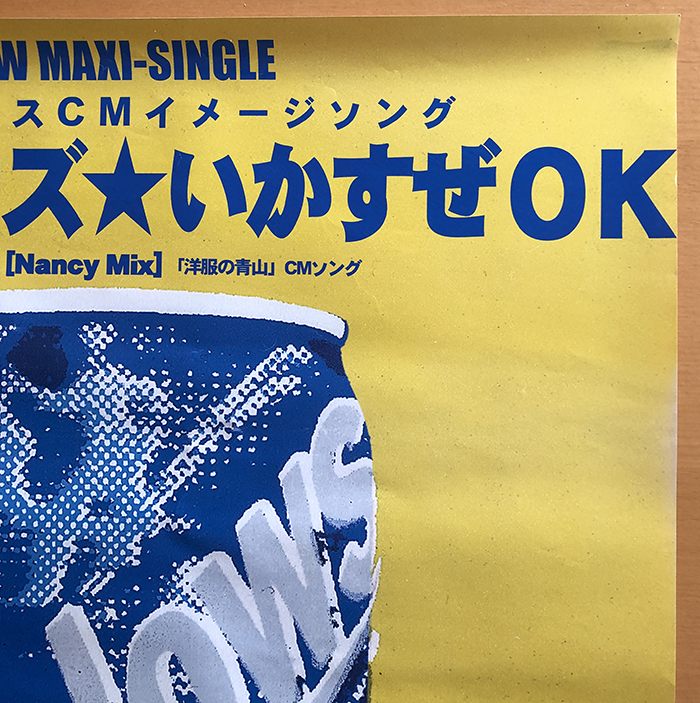 W MAXI-SINGLE
スCMイメージソング
ズ★いかすぜOK
[Nancy Mix] 「洋服の青山」CMソング
LOWS